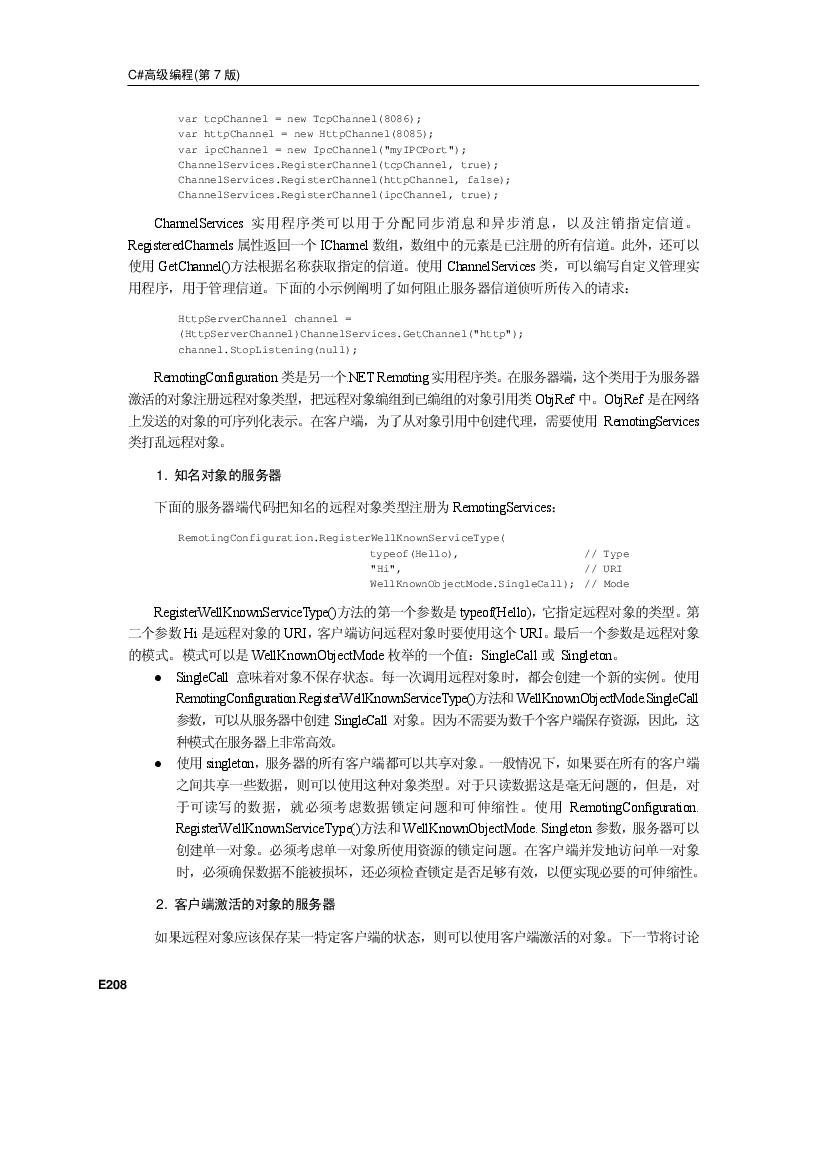 C#高级编程(第 7 版)
var tcpChannel = new TcpChannel(8086);
var httpChannel = new HttpChannel(8085);
var ipcChannel = new IpcChannel("myIPCPort");
ChannelServices.RegisterChannel(tcpChannel, true);
ChannelServices.RegisterChannel(httpChannel, false);
ChannelServices.RegisterChannel(ipcChannel, true);
ChannelServices 实用程序类可以用于分配同步消息和异步消息，以及注销指定信道。
RegisteredChannels 属性返回一个 IChannel 数组，数组中的元素是已注册的所有信道。此外，还可以
使用 GetChannel()方法根据名称获取指定的信道。使用 ChannelServices 类，可以编写自定义管理实
用程序，用于管理信道。下面的小示例阐明了如何阻止服务器信道侦听所传入的请求：
HttpServerChannel channel =
(HttpServerChannel)ChannelServices.GetChannel("http");
channel.StopListening(null);
RemotingConfiguration 类是另一个.NET Remoting 实用程序类。在服务器端，这个类用于为服务器
激活的对象注册远程对象类型，把远程对象编组到已编组的对象引用类 ObjRef 中。ObjRef 是在网络
上发送的对象的可序列化表示。在客户端，为了从对象引用中创建代理，需要使用 RemotingServices
类打乱远程对象。
1. 知名对象的服务器
下面的服务器端代码把知名的远程对象类型注册为 RemotingServices：
RemotingConfiguration.RegisterWellKnownServiceType(
typeof(Hello), // Type
"Hi", // URI
WellKnownObjectMode.SingleCall); // Mode
RegisterWellKnownServiceType()方法的第一个参数是 typeof(Hello)，它指定远程对象的类型。第
二个参数 Hi 是远程对象的 URI，客户端访问远程对象时要使用这个 URI。最后一个参数是远程对象
的模式。模式可以是 WellKnownObjectMode 枚举的一个值：SingleCall 或 Singleton。
● SingleCall 意味着对象不保存状态。每一次调用远程对象时，都会创建一个新的实例。使用
RemotingConfiguration.RegisterWellKnownServiceType()方法和 WellKnownObjectMode.SingleCall
参数，可以从服务器中创建 SingleCall 对象。因为不需要为数千个客户端保存资源，因此，这
种模式在服务器上非常高效。
● 使用 singleton，服务器的所有客户端都可以共享对象。一般情况下，如果要在所有的客户端
之间共享一些数据，则可以使用这种对象类型。对于只读数据这是毫无问题的，但是，对
于可读写的数据，就必须考虑数据锁定问题和可伸缩性。使用 RemotingConfiguration.
RegisterWellKnownServiceType()方法和 WellKnownObjectMode. Singleton 参数，服务器可以
创建单一对象。必须考虑单一对象所使用资源的锁定问题。在客户端并发地访问单一对象
时，必须确保数据不能被损坏，还必须检查锁定是否足够有效，以便实现必要的可伸缩性。
2. 客户端激活的对象的服务器
如果远程对象应该保存某一特定客户端的状态，则可以使用客户端激活的对象。下一节将讨论
E208